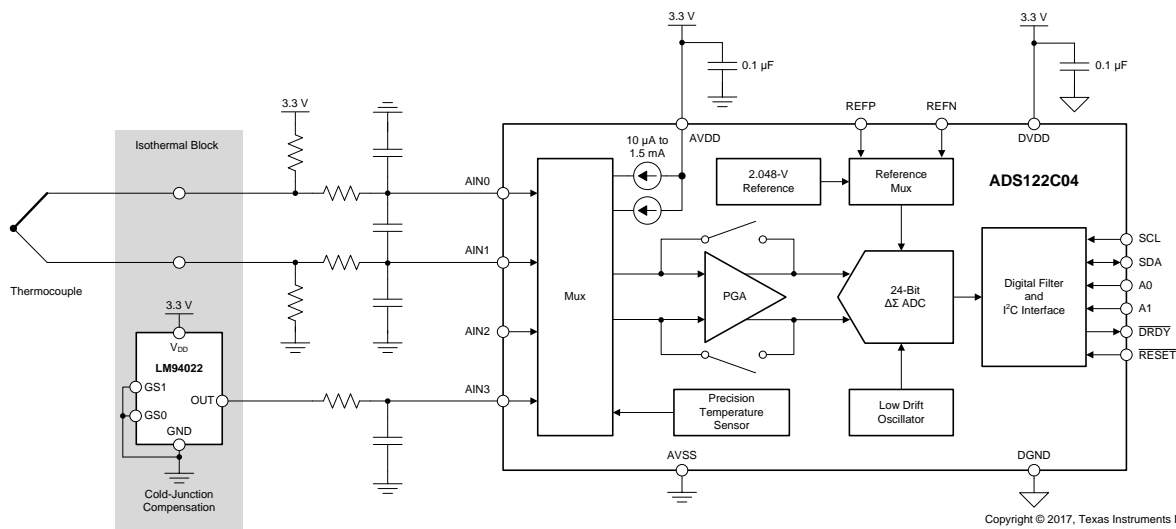 3.3 V
0.1 µF
3.3 V
0.1 µF
3.3 V
REFP
REFN
Isothermal Block
AVDD
DVDD
10 µA to
1.5 mA
2.048-V
Reference
Reference
Mux
ADS122C04
AIN0
AIN1
AIN2
AIN3
Thermocouple
Mux
PGA
24-Bit
ΔΣ ADC
Digital Filter
and
I²C Interface
SCL
SDA
A0
A1
DRDY
RESET
3.3 V
VDD
LM94022
GS1
GS0
OUT
GND
Cold-Junction
Compensation
Precision
Temperature
Sensor
Low Drift
Oscillator
AVSS
DGND
Copyright © 2017, Texas Instruments